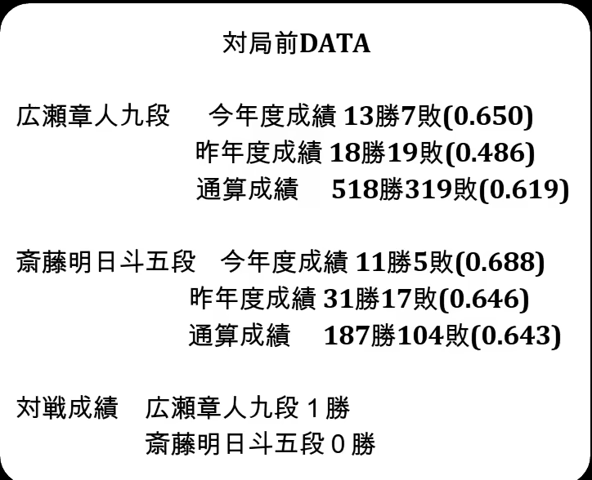 対局前DATA
広瀬章人九段 今年度成績 13勝7敗(0.650)
昨年度成績 18勝19敗(0.486)
通算成績 518勝319敗(0.619)
斎藤明日斗五段 今年度成績 11勝5敗(0.688)
昨年度成績 31勝17敗(0.646)
通算成績 187勝104敗(0.643)
対戦成績 広瀬章人九段１勝
斎藤明日斗五段０勝